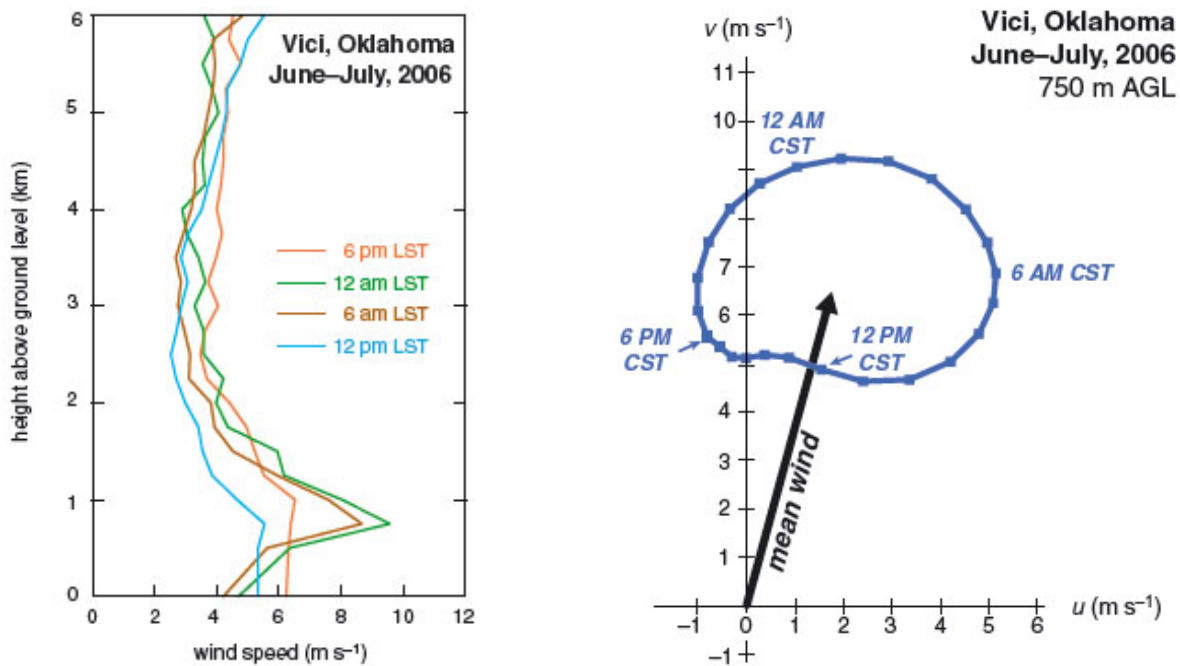 Vici, Oklahoma
June–July, 2006
height above ground level (km)
6
5
4
3
2
1
0
6 pm LST
12 am LST
6 am LST
12 pm LST
0
2
4
6
8
10
12
wind speed (m s⁻¹)
v (m s⁻¹)
Vici, Oklahoma
June–July, 2006
750 m AGL
11
10
7
6
4
3
2
1
–1
12 AM
CST
6 AM CST
6 PM
CST
12 PM
CST
mean wind
–1
0
1
2
3
4
5
6
u (m s⁻¹)